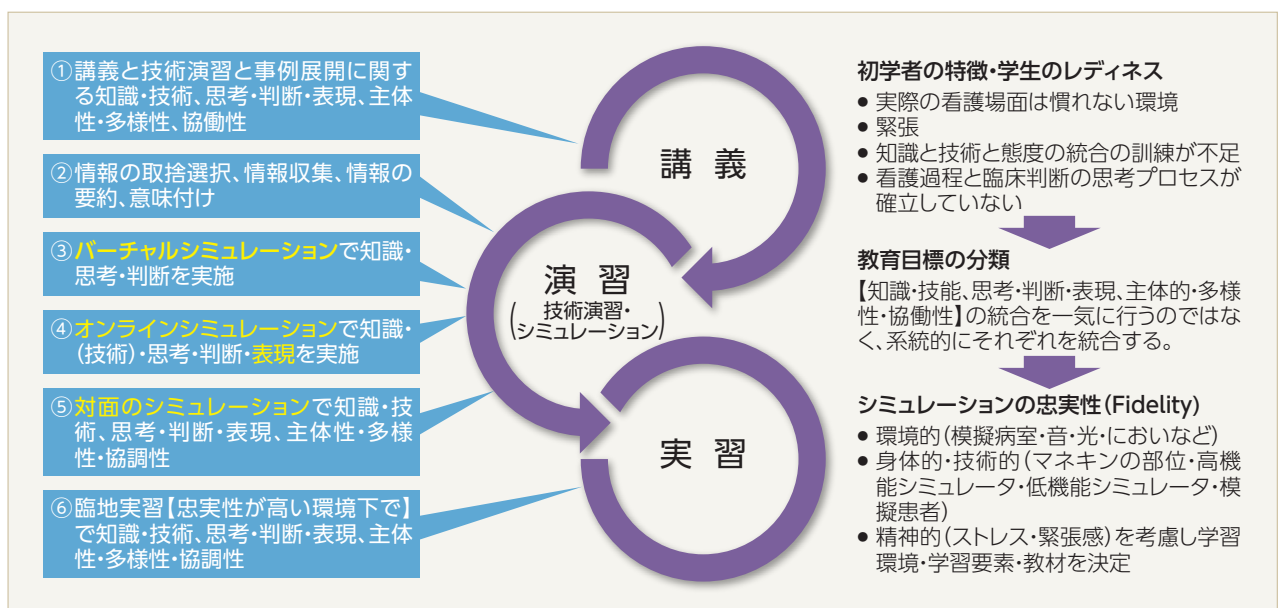 ①講義と技術演習と事例展開に関す
る知識・技術、思考・判断・表現、主体
性・多様性、協働性
②情報の取捨選択、情報収集、情報の
要約、意味付け
③バーチャルシミュレーションで知識・
思考・判断を実施
④オンラインシミュレーションで知識・
(技術)・思考・判断・表現を実施
⑤対面のシミュレーションで知識・技
術、思考・判断・表現、主体性・多様
性・協調性
⑥臨地実習【忠実性が高い環境下で】
で知識・技術、思考・判断・表現、主体
性・多様性・協調性
講義
演習
(技術演習・
シミュレーション)
実習
初学者の特徴・学生のレディネス
● 実際の看護場面は慣れない環境
● 緊張
● 知識と技術と態度の統合の訓練が不足
● 看護過程と臨床判断の思考プロセスが
確立していない
教育目標の分類
【知識・技能、思考・判断・表現、主体的・多様
性・協働性】の統合を一気に行うのではな
く、系統的にそれぞれを統合する。
シミュレーションの忠実性(Fidelity)
● 環境的(模擬病室・音・光・においなど)
● 身体的・技術的(マネキンの部位・高機
能シミュレータ・低機能シミュレータ・模
擬患者)
● 精神的(ストレス・緊張感)を考慮し学習
環境・学習要素・教材を決定